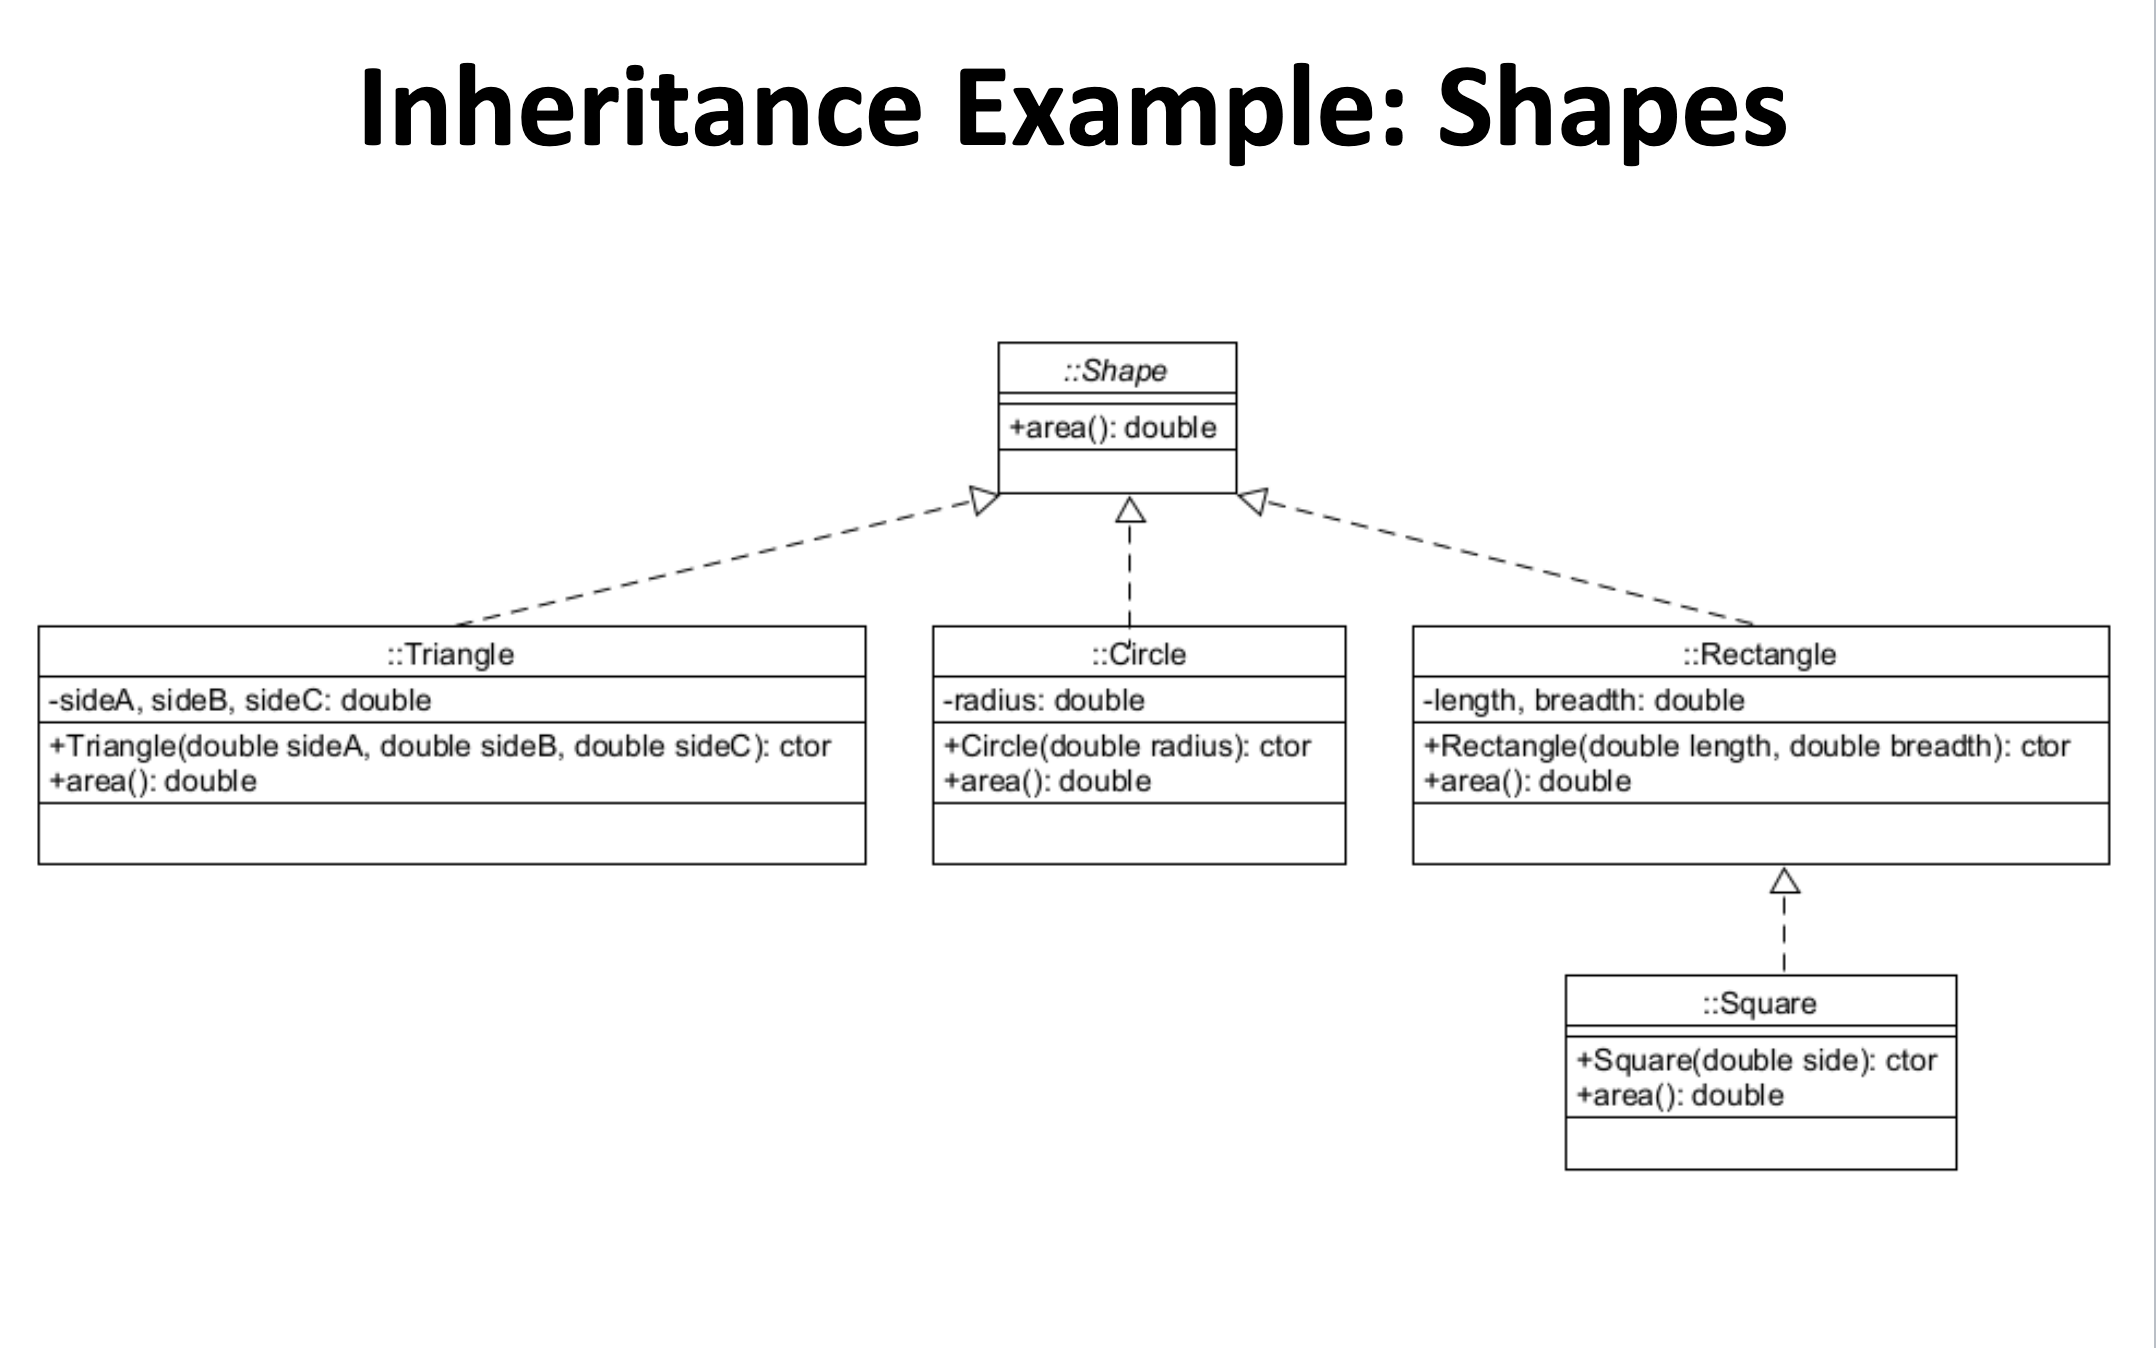 Inheritance Example: Shapes
::Shape
+area(): double
::Triangle
-sideA, sideB, sideC: double
+Triangle(double sideA, double sideB, double sideC): ctor
+area(): double
::Circle
-radius: double
+Circle(double radius): ctor
+area(): double
::Rectangle
-length, breadth: double
+Rectangle(double length, double breadth): ctor
+area(): double
::Square
+Square(double side): ctor
+area(): double